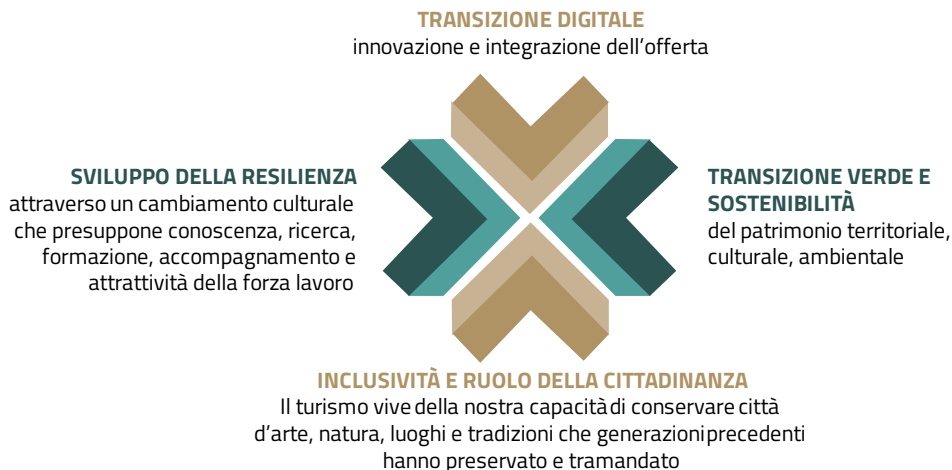 TRANSIZIONE DIGITALE
innovazione e integrazione dell'offerta
SVILUPPO DELLA RESILIENZA
attraverso un cambiamento culturale
che presuppone conoscenza, ricerca,
formazione, accompagnamento e
attrattività della forza lavoro
TRANSIZIONE VERDE E
SOSTENIBILITÀ
del patrimonio territoriale,
culturale, ambientale
INCLUSIVITÀ E RUOLO DELLA CITTADINANZA
Il turismo vive della nostra capacità di conservare città
d'arte, natura, luoghi e tradizioni che generazioni precedenti
hanno preservato e tramandato